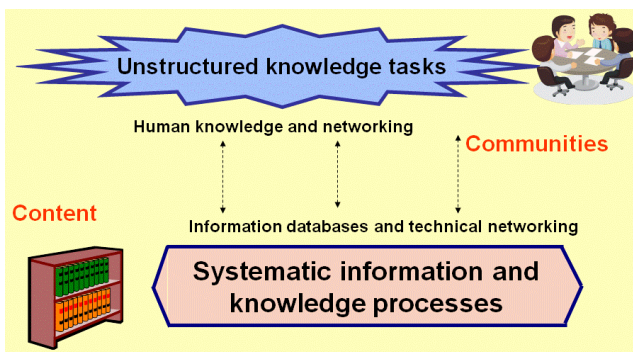 Unstructured knowledge tasks
Human knowledge and networking
Communities
Content
Information databases and technical networking
Systematic information and
knowledge processes